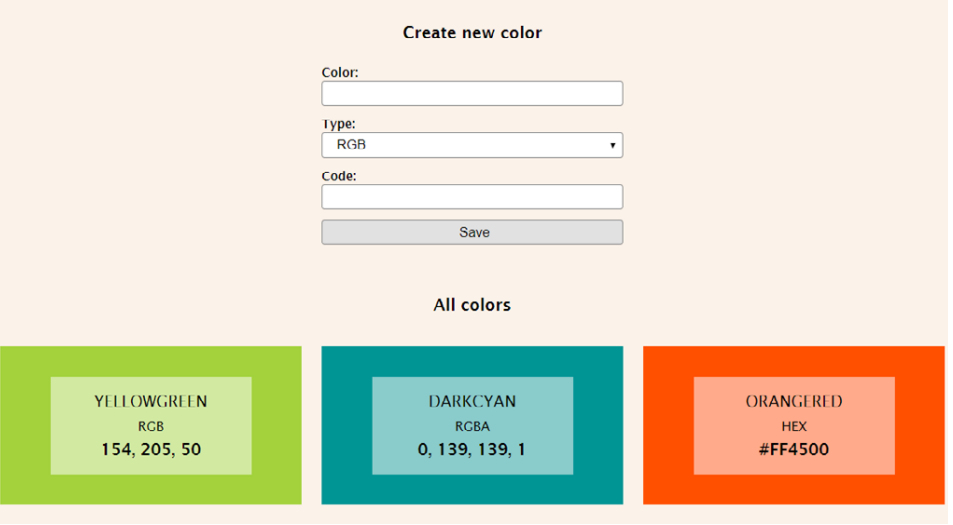 Create new color
Color:
Type:
RGB
Code:
Save
All colors
YELLOWGREEN
RGB
154, 205, 50
DARKCYAN
RGBA
0, 139, 139, 1
ORANGERED
HEX
#FF4500